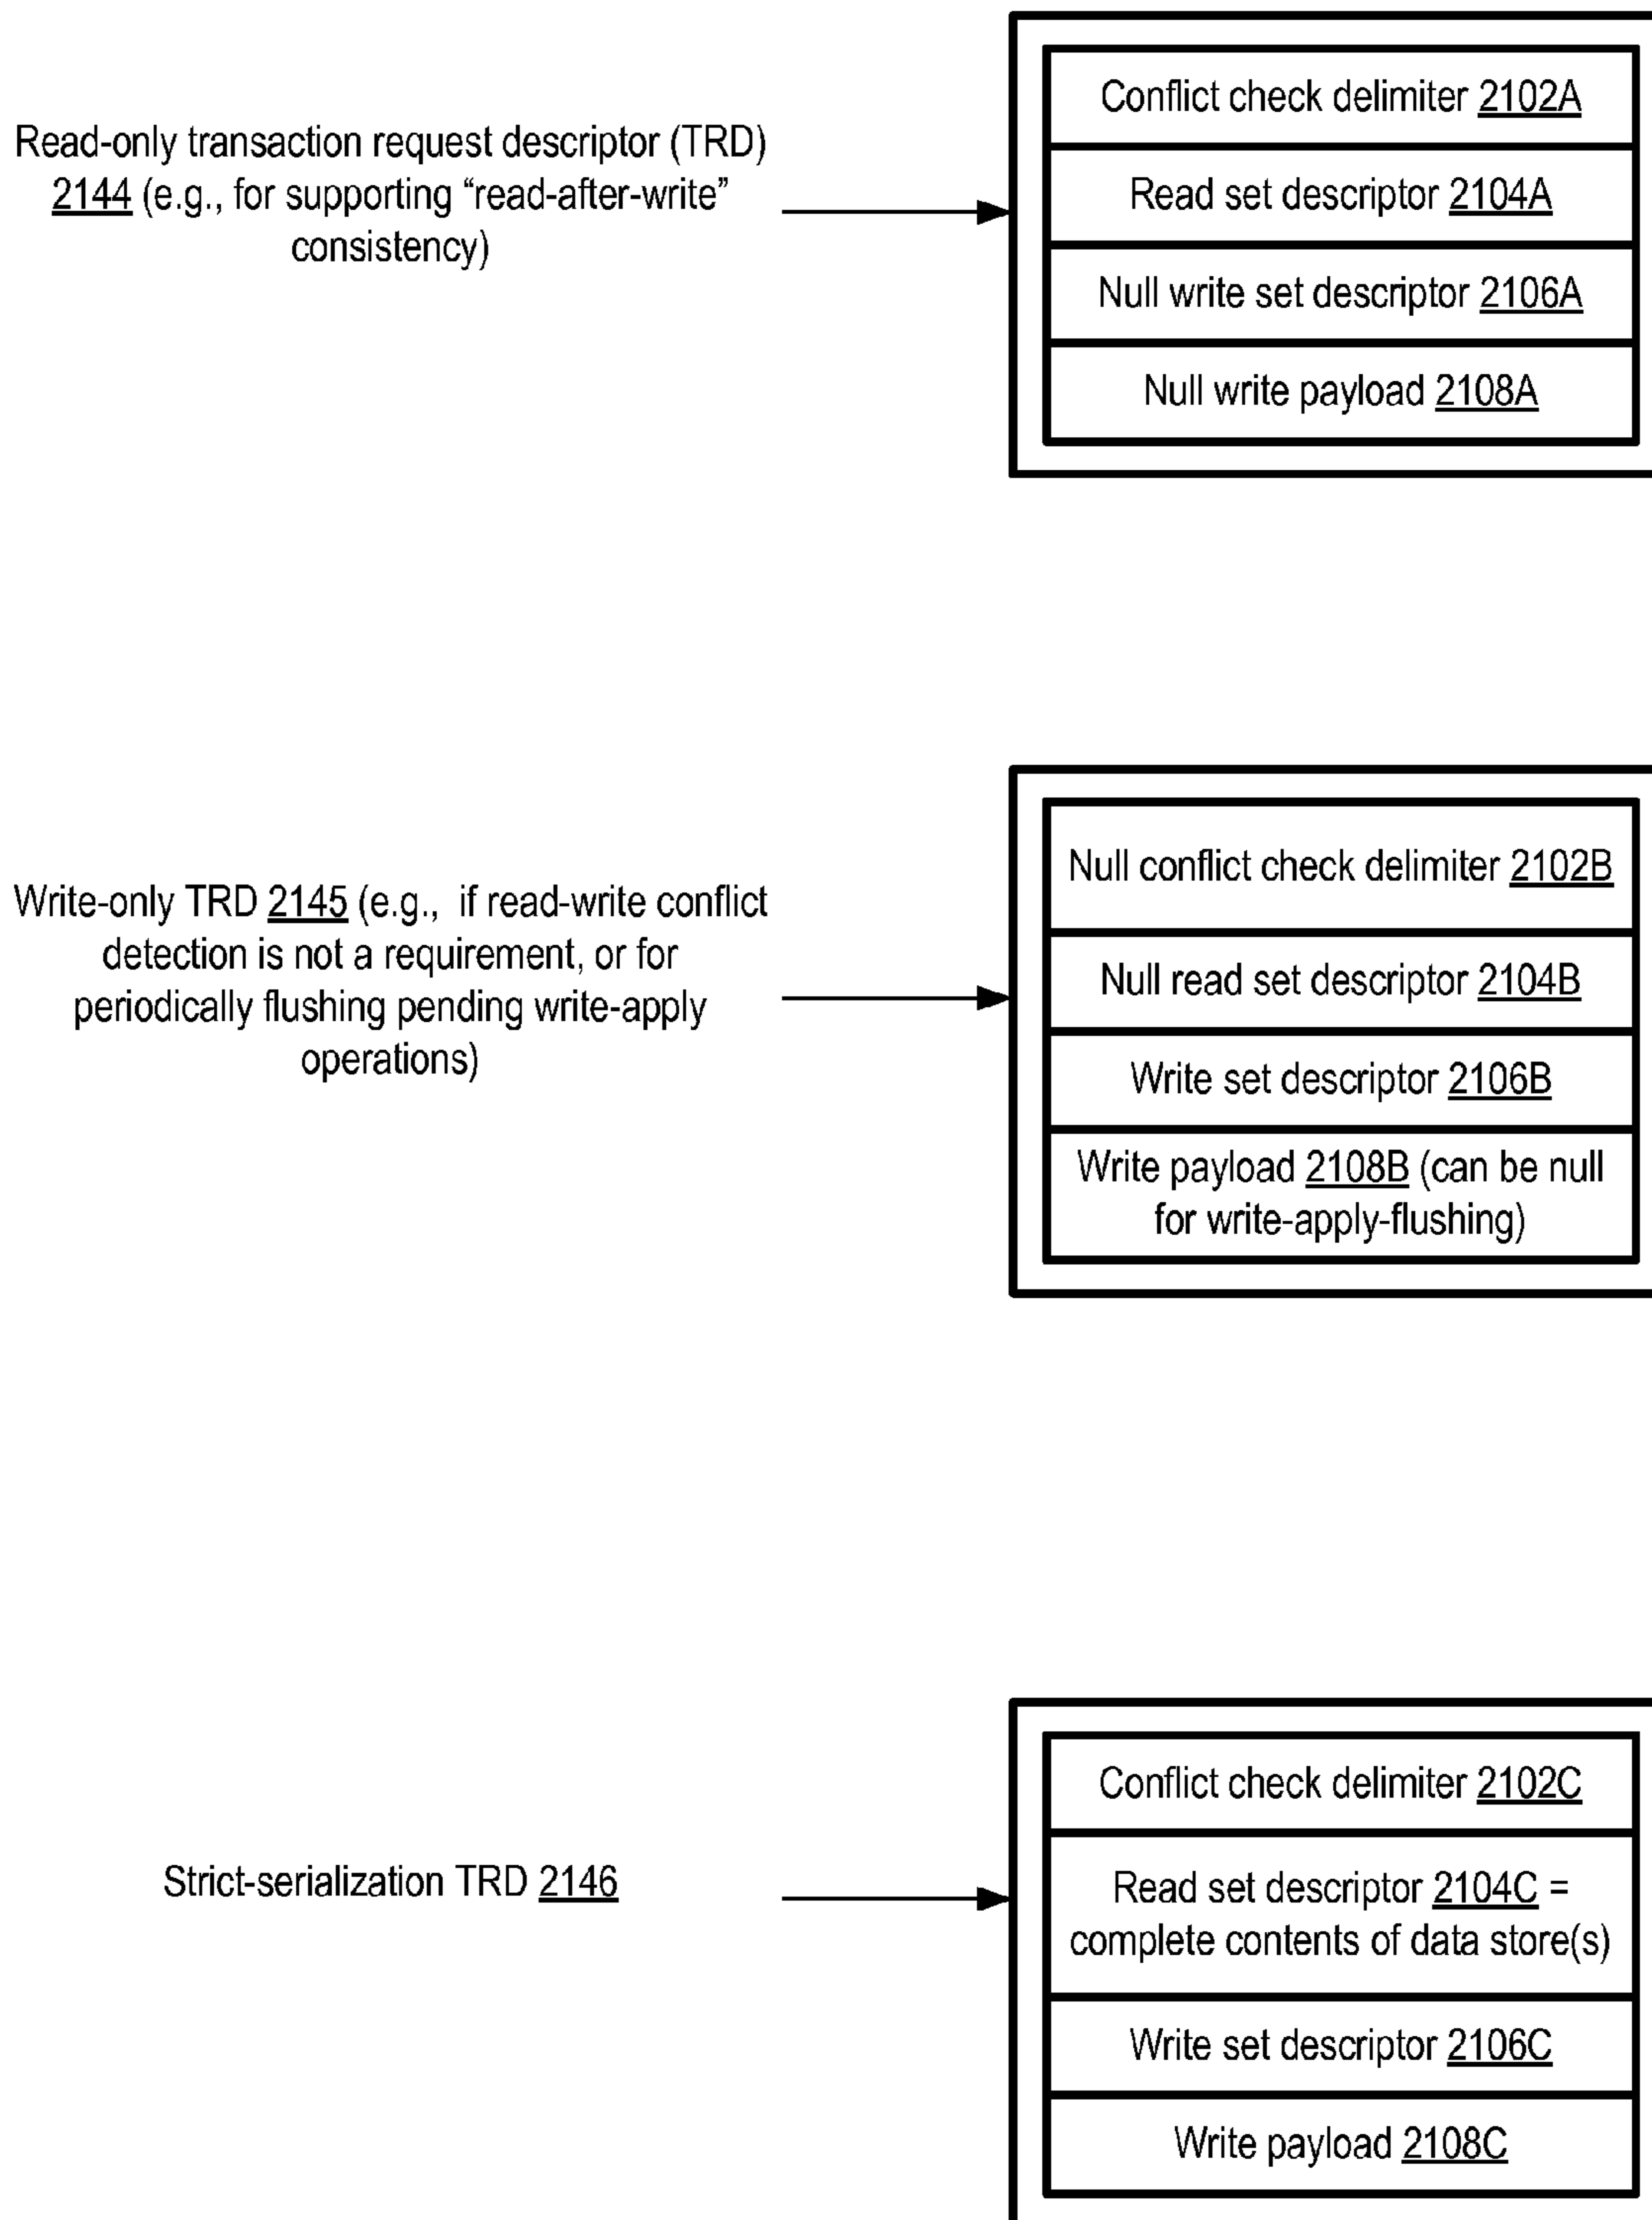 Read-only transaction request descriptor (TRD)
2144 (e.g., for supporting “read-after-write”
consistency)
Conflict check delimiter 2102A
Read set descriptor 2104A
Null write set descriptor 2106A
Null write payload 2108A
Write-only TRD 2145 (e.g., if read-write conflict
detection is not a requirement, or for
periodically flushing pending write-apply
operations)
Null conflict check delimiter 2102B
Null read set descriptor 2104B
Write set descriptor 2106B
Write payload 2108B (can be null
for write-apply-flushing)
Strict-serialization TRD 2146
Conflict check delimiter 2102C
Read set descriptor 2104C =
complete contents of data store(s)
Write set descriptor 2106C
Write payload 2108C